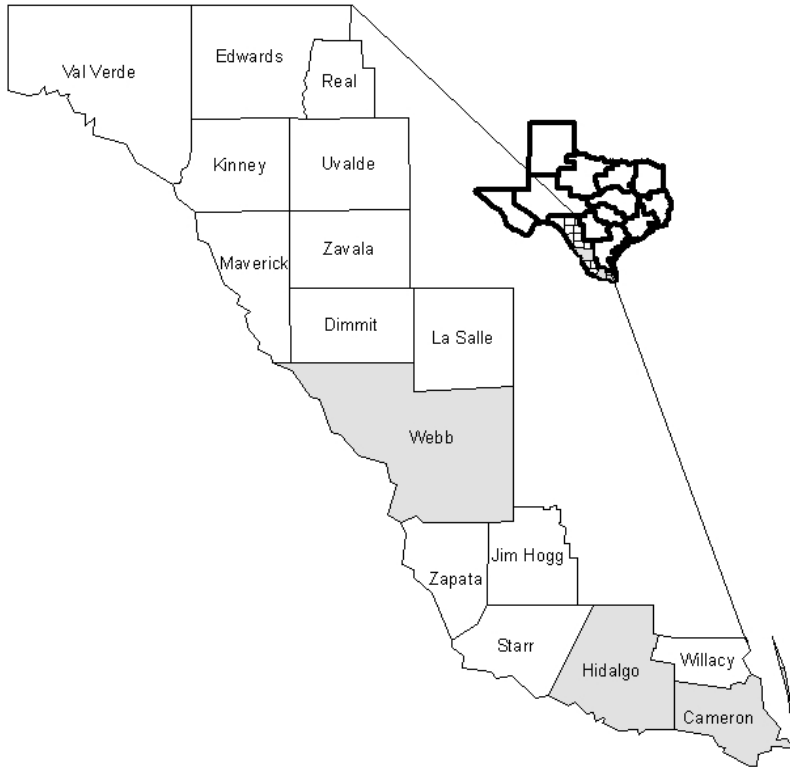 Edwards
Val Verde
Real
Kinney
Uvalde
Zavala
Maverick
Dimmit
La Salle
Webb
Jim Hogg
Zapata
Starr
Willacy
Hidalgo
Cameron